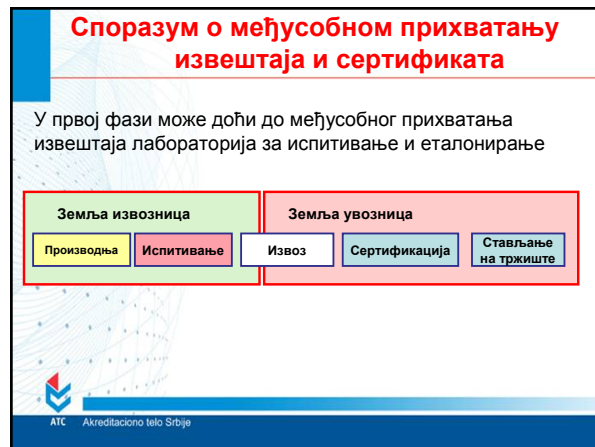 Споразум о међусобном прихватању
извештаја и сертификата
У првој фази може доћи до међусобног прихватања
извештаја лабораторија за испитивање и еталонирање
Земља извозница
Земља увозница
Производња
Испитивање
Извоз
Сертификација
Стављање
на тржиште
ATC
Akreditaciono telo Srbije